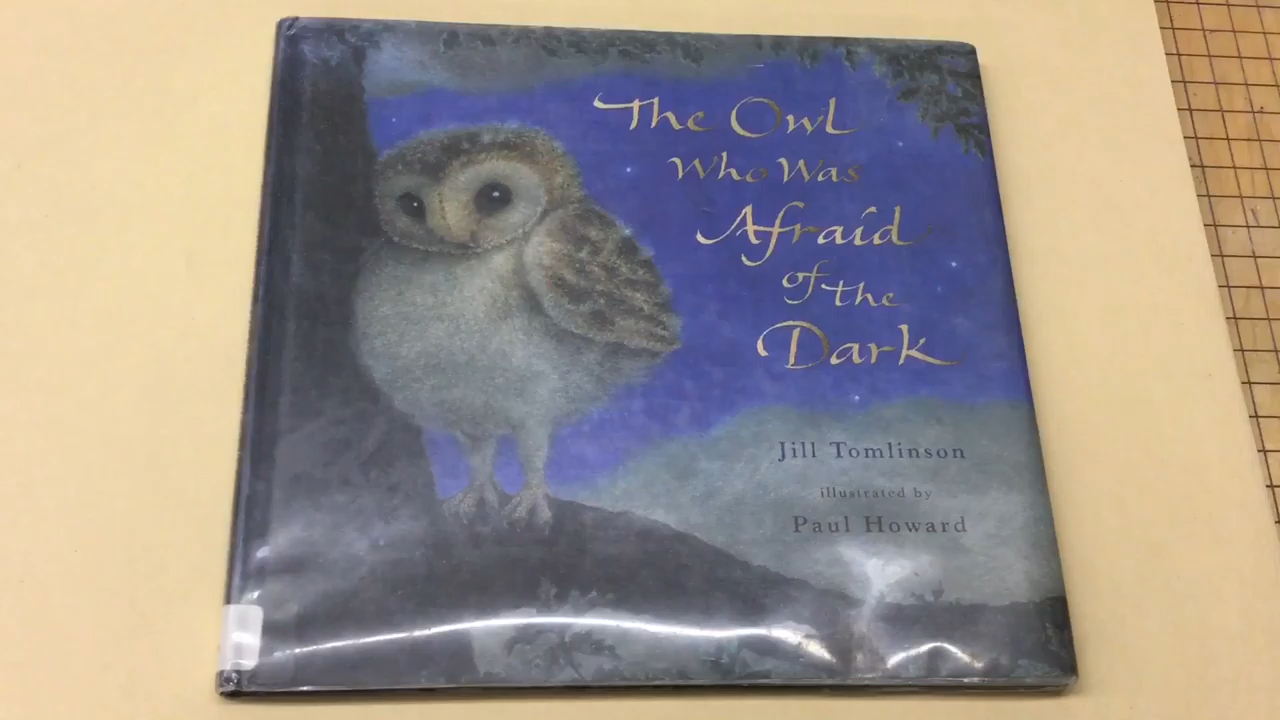 The Owl
Who Was
Afraid
of the
Dark
Jill Tomlinson
illustrated by
Paul Howard